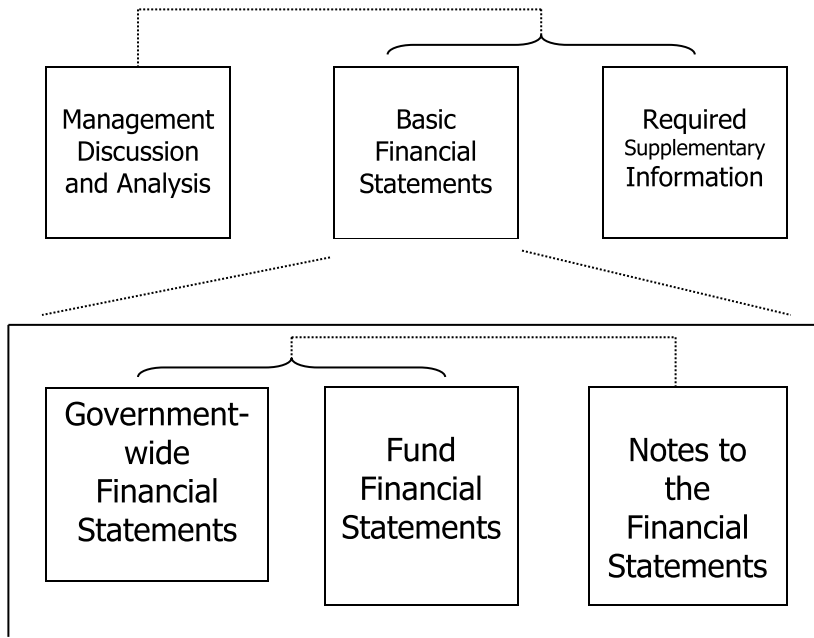 Management
Discussion
and Analysis
Basic
Financial
Statements
Required
Supplementary
Information
Government-
wide
Financial
Statements
Fund
Financial
Statements
Notes to
the
Financial
Statements